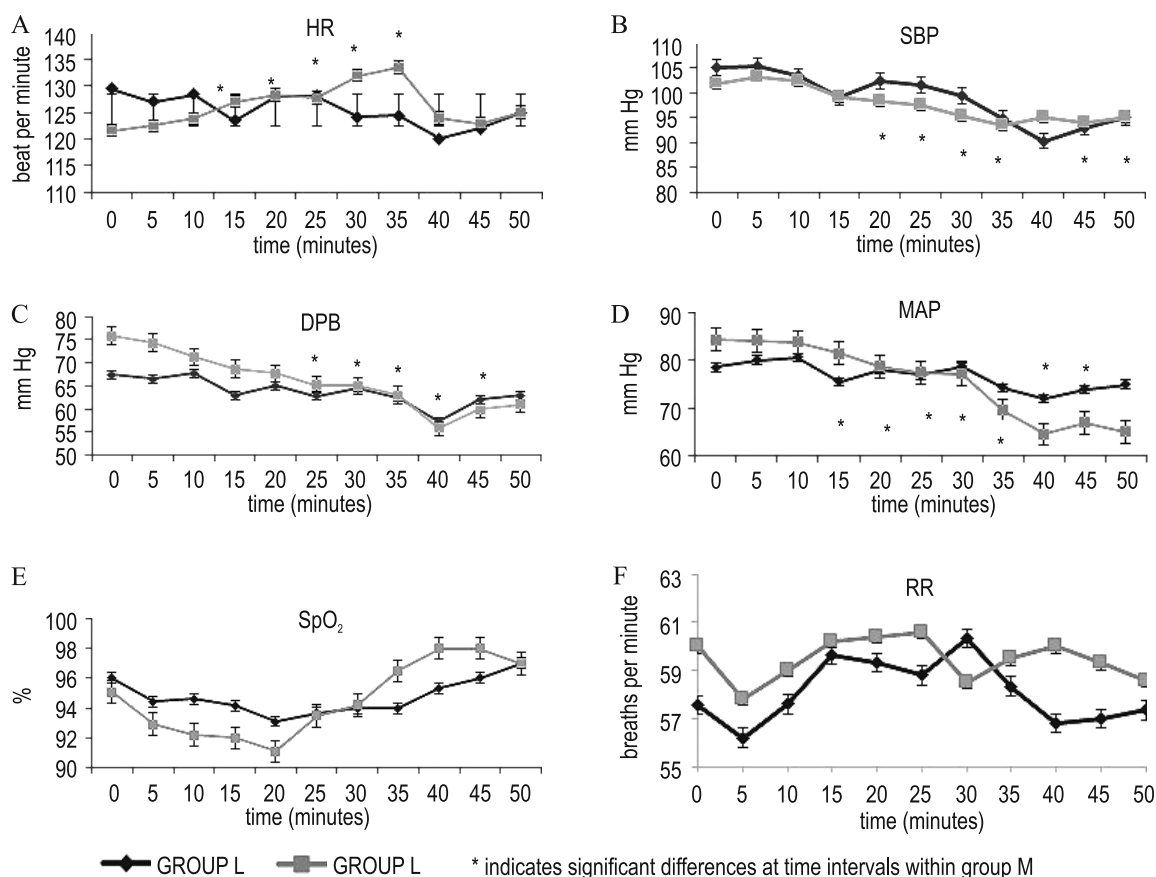 A
HR
beat per minute
140
135
130
125
120
115
110
0 5 10 15 20 25 30 35 40 45 50
time (minutes)
* * * * *
B
SBP
mm Hg
110
105
100
95
90
85
80
* * * * * *
0 5 10 15 20 25 30 35 40 45 50
time (minutes)
C
DPB
mm Hg
80
75
70
65
60
55
50
* * * * *
0 5 10 15 20 25 30 35 40 45 50
time (minutes)
D
MAP
mm Hg
90
80
70
60
* * * * * * *
0 5 10 15 20 25 30 35 40 45 50
time (minutes)
E
SpO₂
%
100
98
96
94
92
90
0 5 10 15 20 25 30 35 40 45 50
time (minutes)
F
RR
breaths per minute
63
61
59
57
55
0 5 10 15 20 25 30 35 40 45 50
time (minutes)
GROUP L GROUP L * indicates significant differences at time intervals within group M